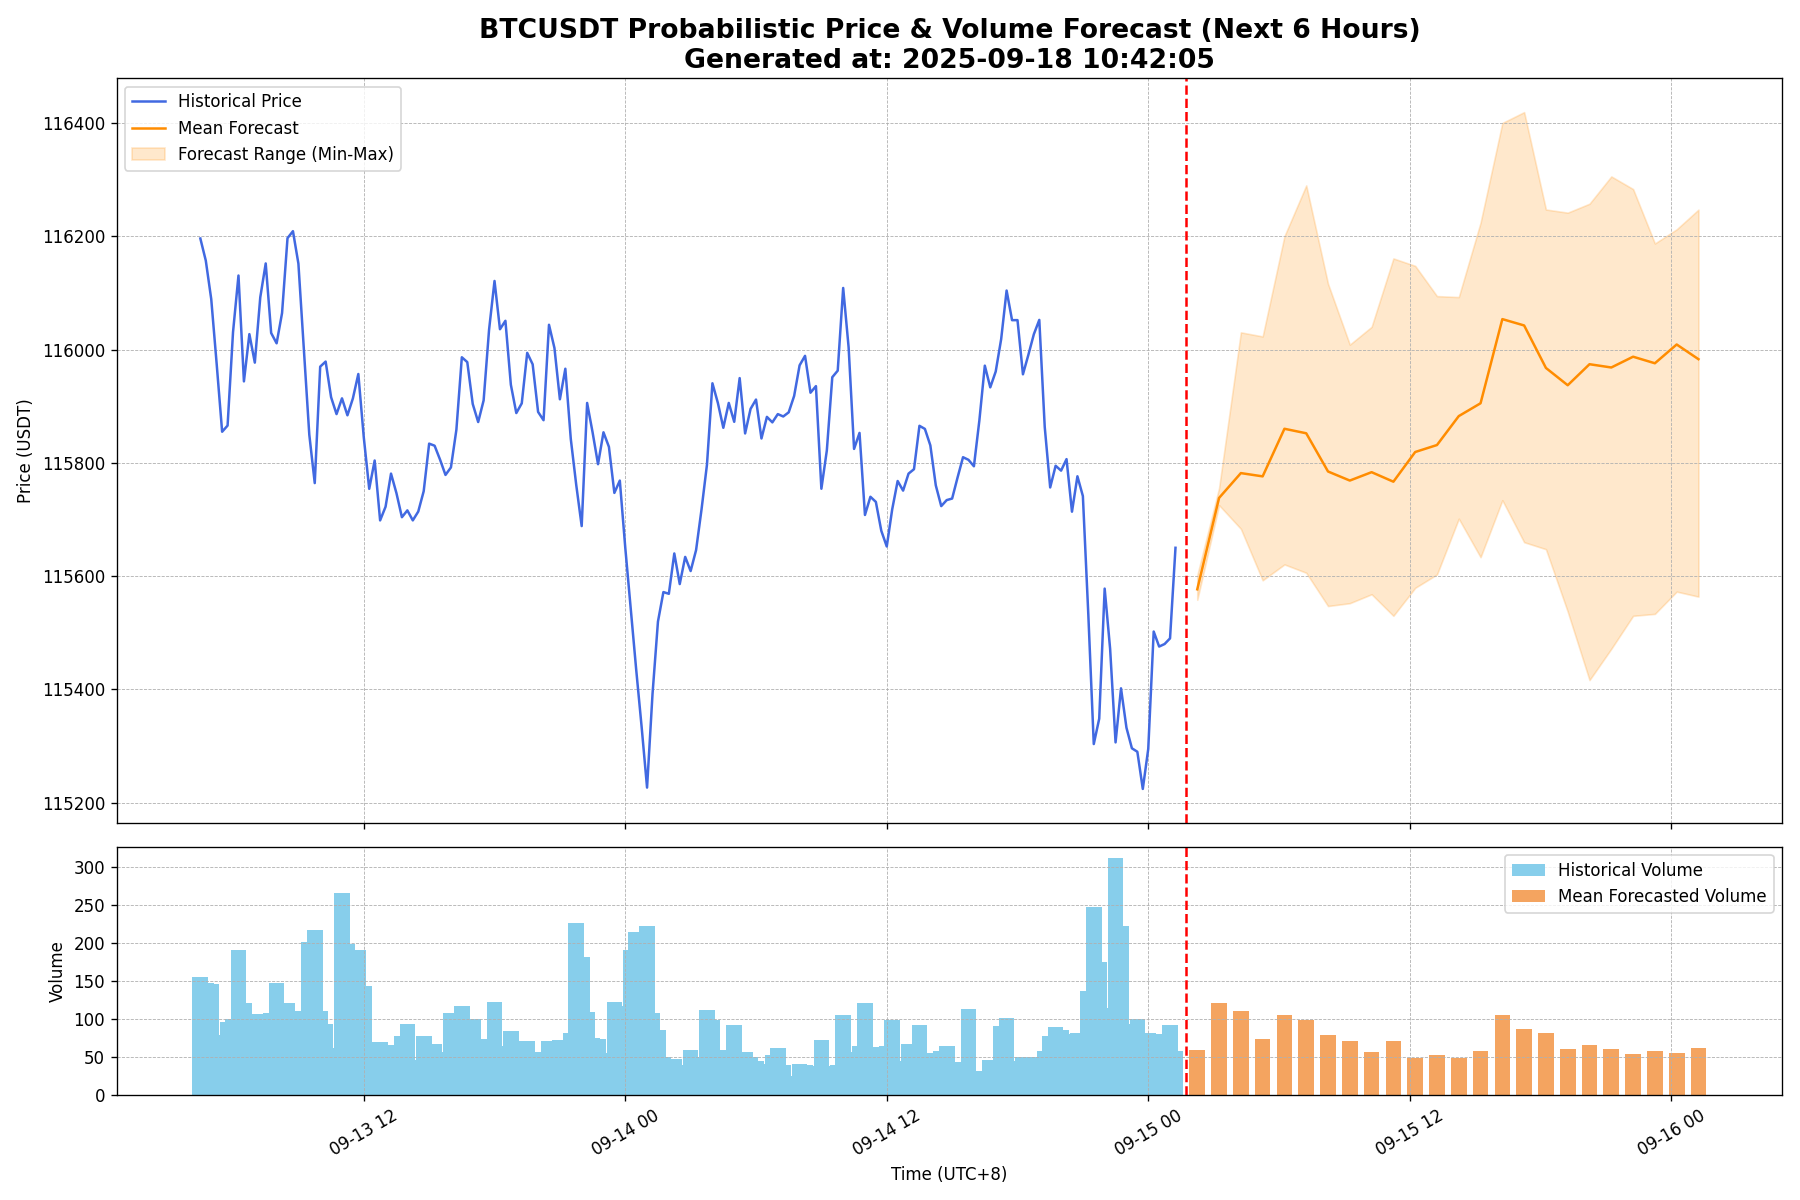 BTCUSDT Probabilistic Price & Volume Forecast (Next 6 Hours)
Generated at: 2025-09-18 10:42:05
Historical Price
Mean Forecast
Forecast Range (Min-Max)
116400
116200
116000
115800
115600
115400
115200
Price (USDT)
Historical Volume
Mean Forecasted Volume
300
250
200
150
100
50
0
Volume
09-13 12
09-14 00
09-14 12
09-15 00
09-15 12
09-16 00
Time (UTC+8)